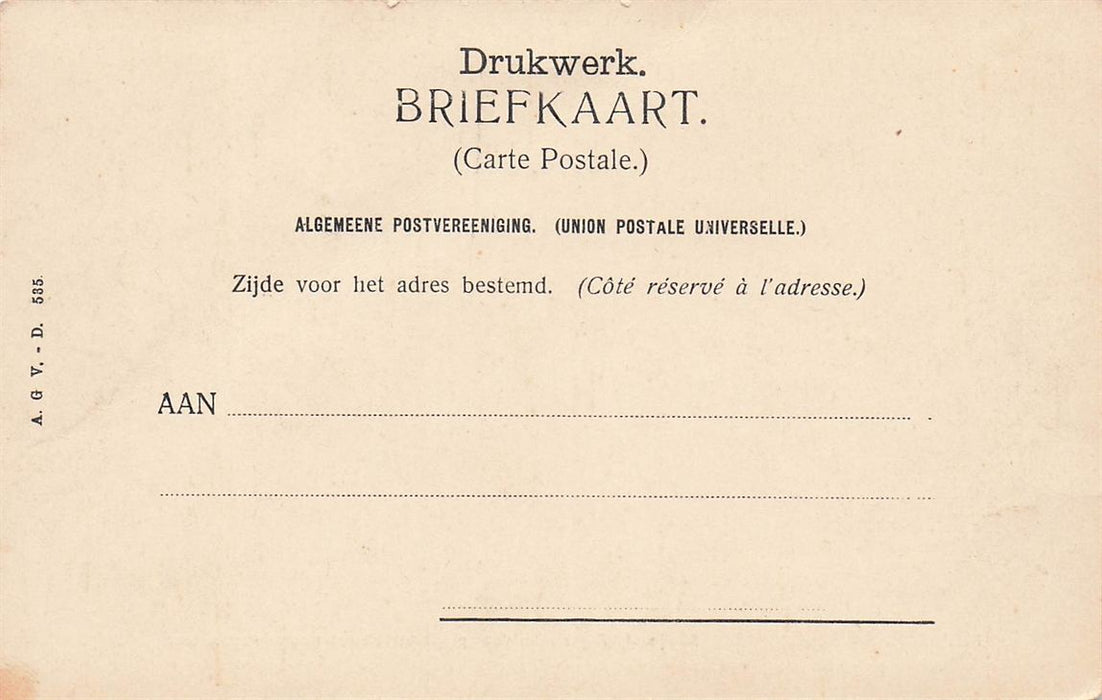 Drukwerk.
BRIEFKAART.
(Carte Postale.)
ALGEMEENE POSTVEREENIGING. (UNION POSTALE UNIVERSELLE.)
Zijde voor het adres bestemd. (Côté réservé à l'adresse.)
A. G V. - D. 535.
AAN